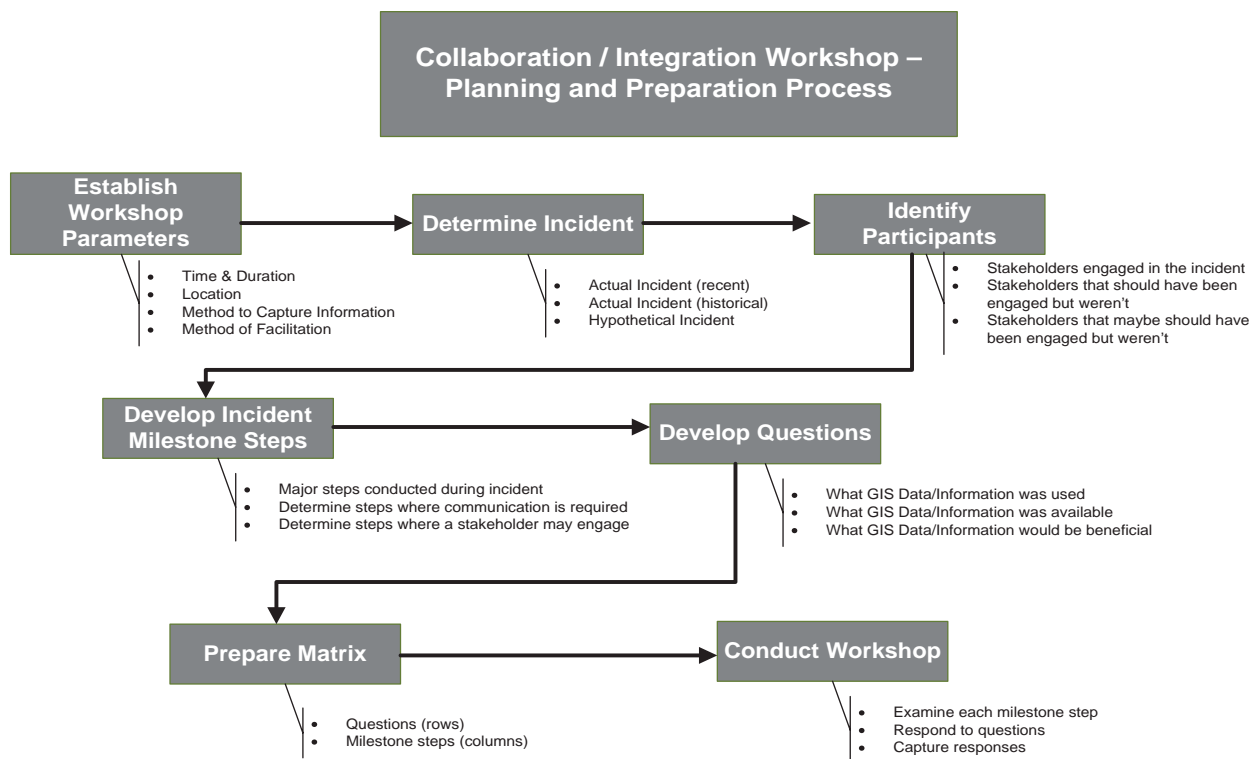 Collaboration / Integration Workshop –
Planning and Preparation Process
Establish
Workshop
Parameters
• Time & Duration
• Location
• Method to Capture Information
• Method of Facilitation
Determine Incident
• Actual Incident (recent)
• Actual Incident (historical)
• Hypothetical Incident
Identify
Participants
• Stakeholders engaged in the incident
• Stakeholders that should have been
engaged but weren't
• Stakeholders that maybe should have
been engaged but weren't
Develop Incident
Milestone Steps
• Major steps conducted during incident
• Determine steps where communication is required
• Determine steps where a stakeholder may engage
Develop Questions
• What GIS Data/Information was used
• What GIS Data/Information was available
• What GIS Data/Information would be beneficial
Prepare Matrix
• Questions (rows)
• Milestone steps (columns)
Conduct Workshop
• Examine each milestone step
• Respond to questions
• Capture responses